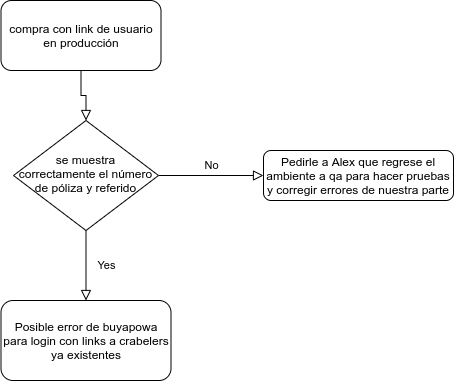 compra con link de usuario
en producción
se muestra
correctamente el número
de póliza y referido
No
Pedirle a Alex que regrese el
ambiente a qa para hacer pruebas
y corregir errores de nuestra parte
Yes
Posible error de buyapowa
para login con links a crabelers
ya existentes